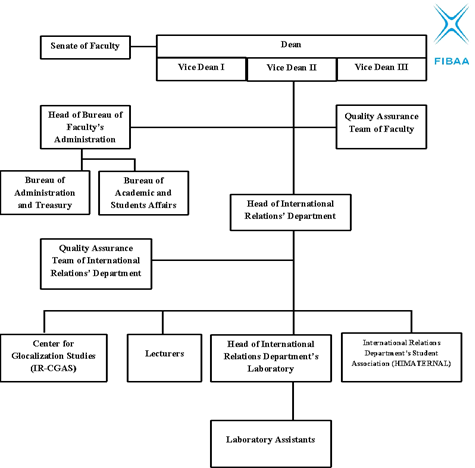 FIBAA
Senate of Faculty
Dean
Vice Dean I
Vice Dean II
Vice Dean III
Head of Bureau of
Faculty's
Administration
Quality Assurance
Team of Faculty
Bureau of
Administration
and Treasury
Bureau of
Academic and
Students Affairs
Head of International
Relations' Department
Quality Assurance
Team of International
Relations' Department
Center for
Glocalization Studies
(IR-CGAS)
Lecturers
Head of International
Relations Department's
Laboratory
International Relations
Department's Student
Association (HIMATERNAL)
Laboratory Assistants